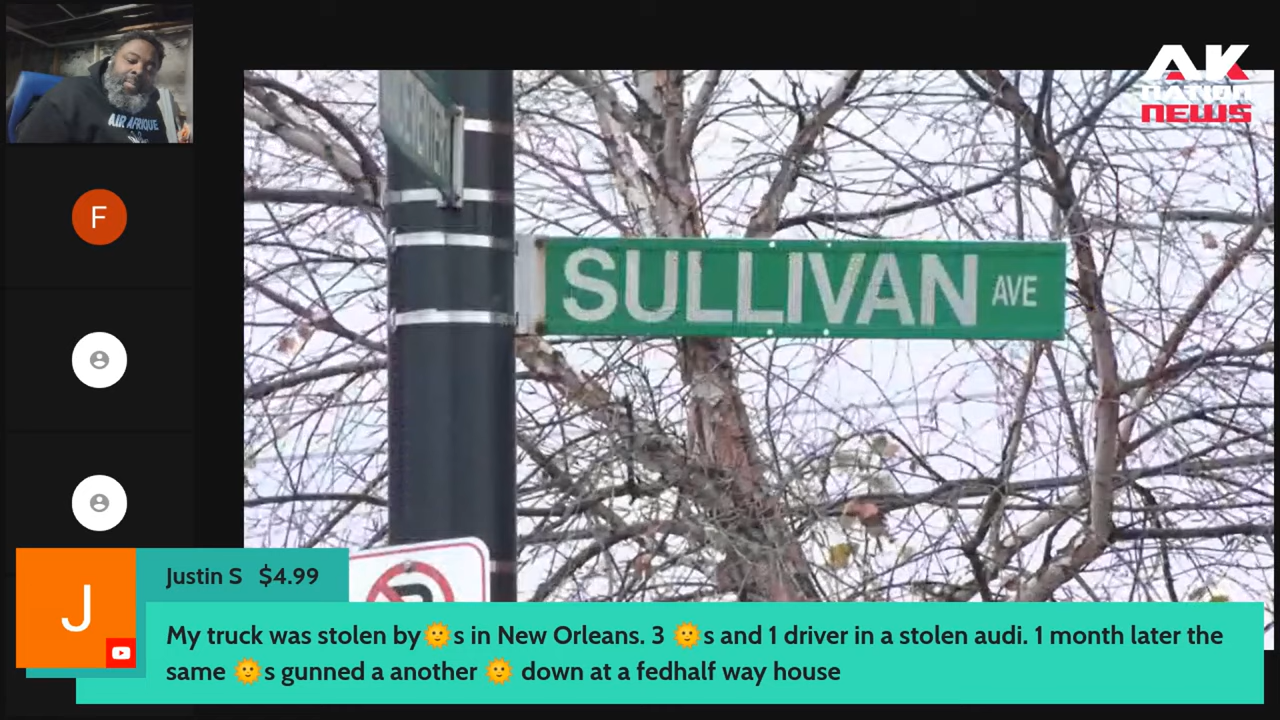 AIR AFRIQUE
F
AK
NATION
NEWS
SULLIVAN AVE
J
Justin S $4.99
My truck was stolen by🌞s in New Orleans. 3 🌞s and 1 driver in a stolen audi. 1 month later the
same 🌞s gunned a another 🌞 down at a fedhalf way house